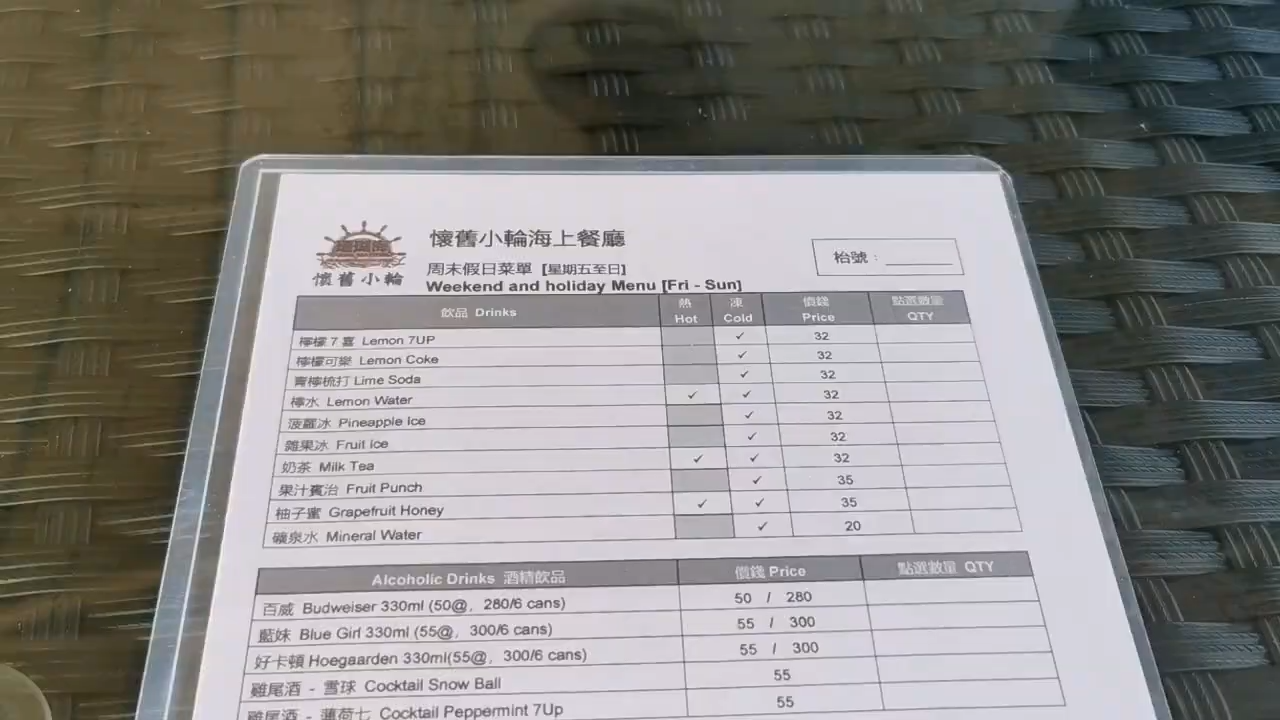 懷舊小輪海上餐廳
懷舊小輪
周末假日菜單 [星期五至日]
枱號：
Weekend and holiday Menu [Fri - Sun]
飲品 Drinks 熱 Hot 凍 Cold 價錢 Price 點選數量 QTY
檸檬7喜 Lemon 7UP ✓ 32
檸檬可樂 Lemon Coke ✓ 32
青檸梳打 Lime Soda ✓ 32
檸水 Lemon Water ✓ ✓ 32
菠蘿冰 Pineapple Ice ✓ 32
雜果冰 Fruit Ice ✓ 32
奶茶 Milk Tea ✓ ✓ 32
果汁賓治 Fruit Punch ✓ 35
柚子蜜 Grapefruit Honey ✓ ✓ 35
礦泉水 Mineral Water ✓ 20
Alcoholic Drinks 酒精飲品 價錢 Price 點選數量 QTY
百威 Budweiser 330ml (50@, 280/6 cans) 50 / 280
藍妹 Blue Girl 330ml (55@, 300/6 cans) 55 / 300
好卡頓 Hoegaarden 330ml(55@, 300/6 cans) 55 / 300
雞尾酒 - 雪球 Cocktail Snow Ball 55
雞尾酒 - 薄荷七 Cocktail Peppermint 7Up 55